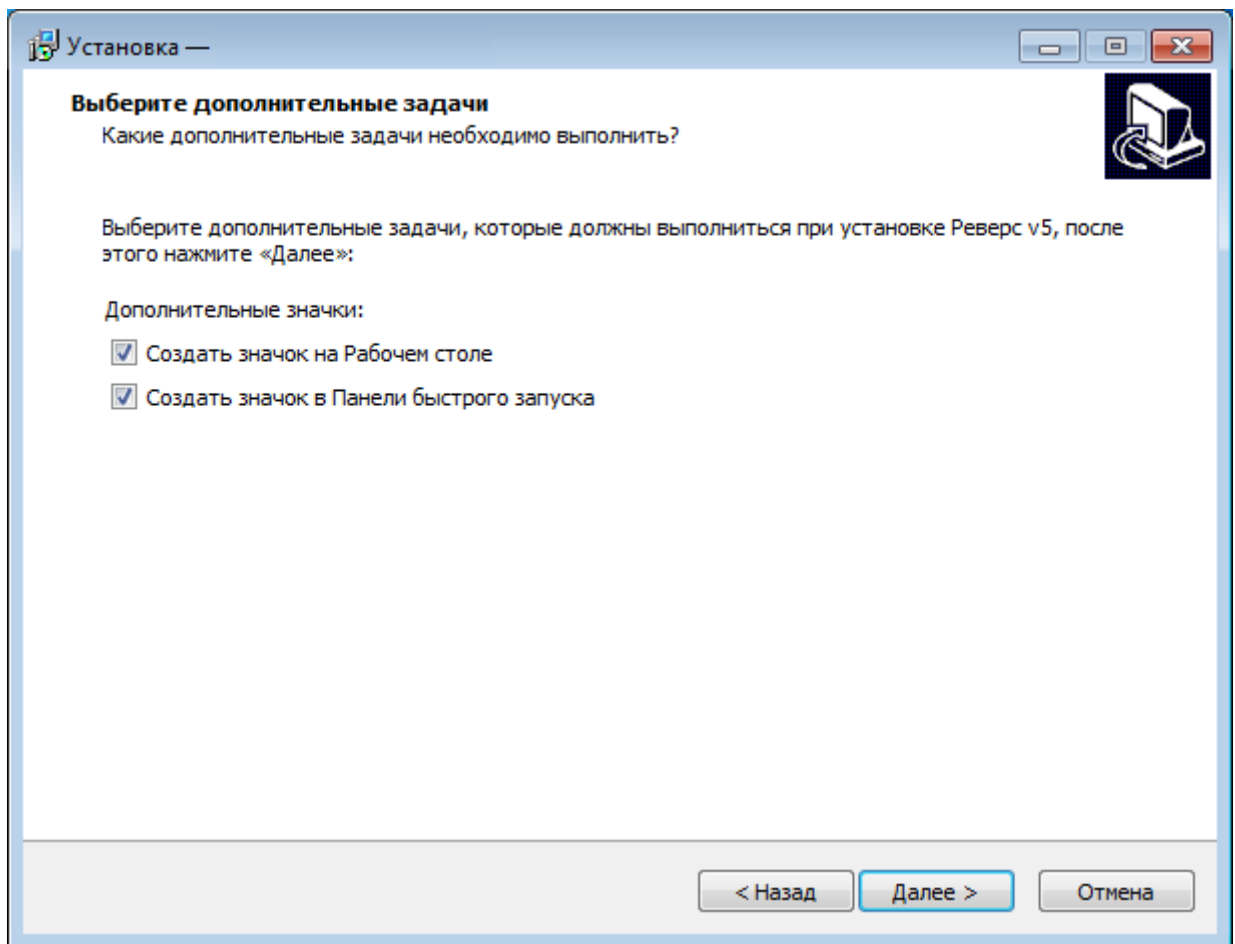 Установка —
Выберите дополнительные задачи
Какие дополнительные задачи необходимо выполнить?
Выберите дополнительные задачи, которые должны выполниться при установке Реверс v5, после
этого нажмите «Далее»:
Дополнительные значки:
Создать значок на Рабочем столе
Создать значок в Панели быстрого запуска
< Назад
Далее >
Отмена